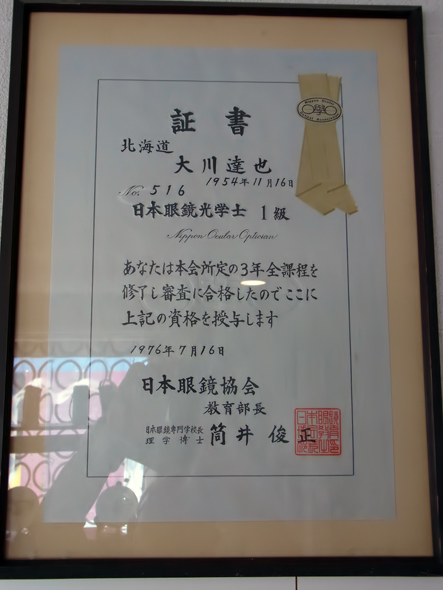 証書
北海道
大川達也
1954年11月16日
No. 516
日本眼鏡光学士 1級
Nippon Ocular Optician
あなたは本会所定の3年全課程を
修了し審査に合格したのでここに
上記の資格を授与します
1976年7月16日
日本眼鏡協会
教育部長
日本眼鏡専門学校長
理学博士 筒井俊正